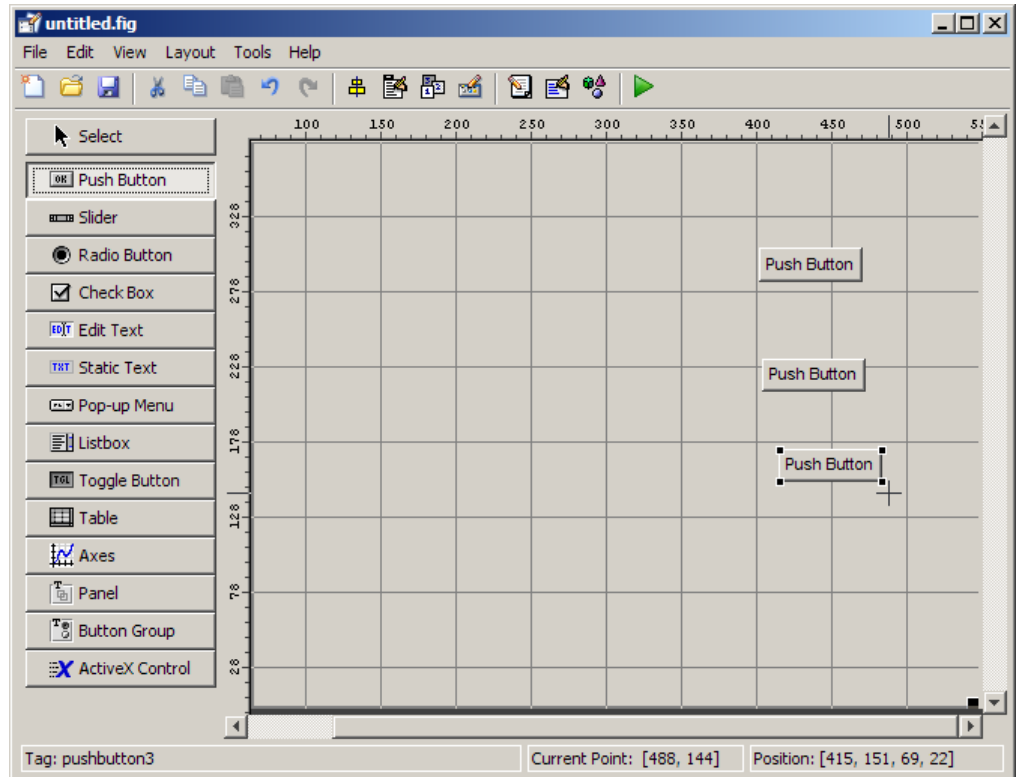 untitled.fig
File Edit View Layout Tools Help
100 150 200 250 300 350 400 450 500
Select
Push Button
Slider
Radio Button
Check Box
EDIT Edit Text
TXT Static Text
Pop-up Menu
Listbox
TGL Toggle Button
Table
Axes
Panel
Button Group
ActiveX Control
328
278
228
178
128
78
28
Push Button
Push Button
Push Button
Tag: pushbutton3 Current Point: [488, 144] Position: [415, 151, 69, 22]